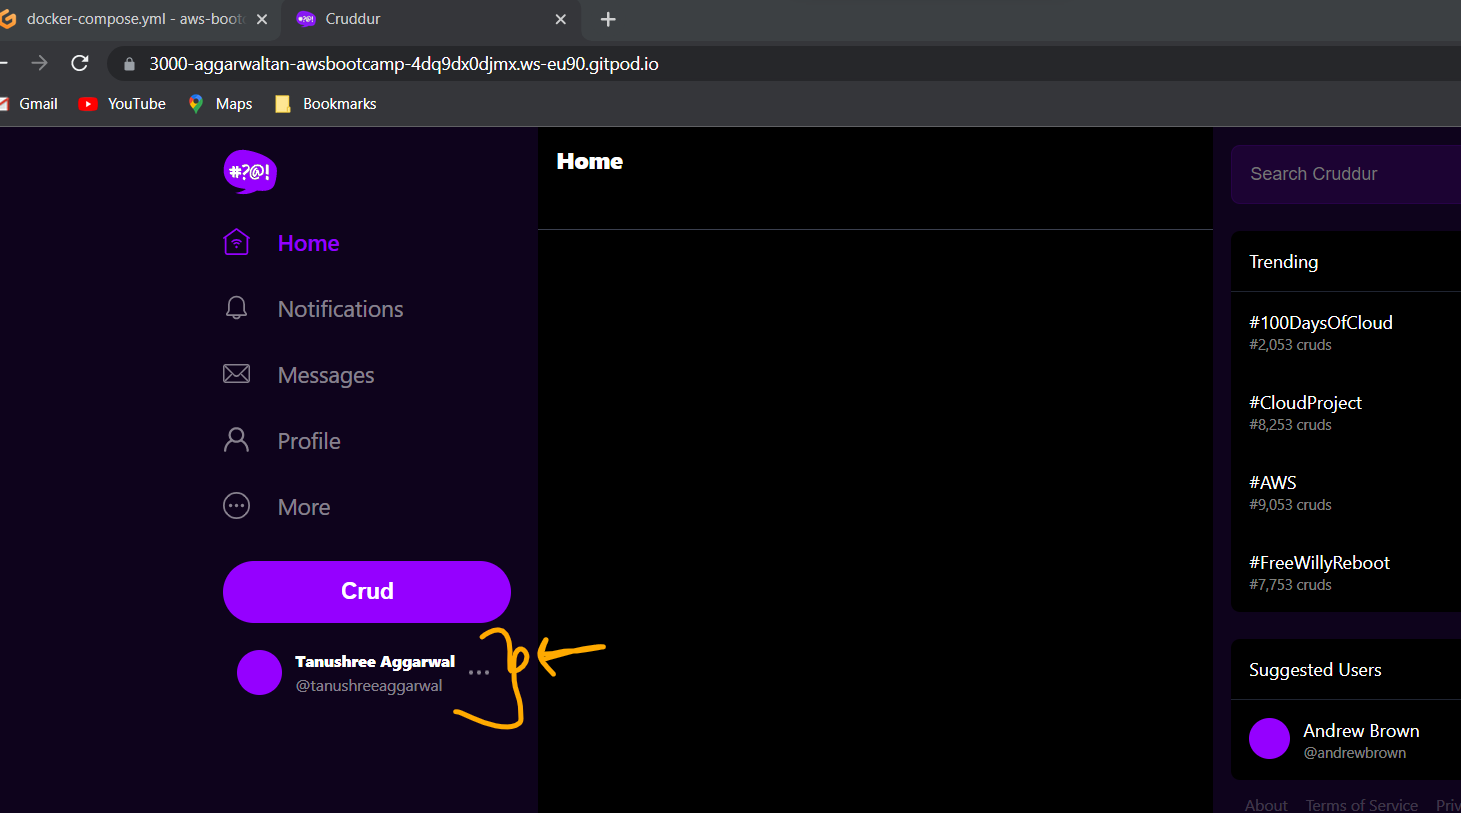 docker-compose.yml - aws-boot
Cruddur
3000-aggarwaltan-awsbootcamp-4dq9dx0djmx.ws-eu90.gitpod.io
Gmail
YouTube
Maps
Bookmarks
#?@!
Home
Notifications
Messages
Profile
More
Crud
Tanushree Aggarwal
@tanushreeaggarwal
Home
Search Cruddur
Trending
#100DaysOfCloud
#2,053 cruds
#CloudProject
#8,253 cruds
#AWS
#9,053 cruds
#FreeWillyReboot
#7,753 cruds
Suggested Users
Andrew Brown
@andrewbrown
About
Terms of Service